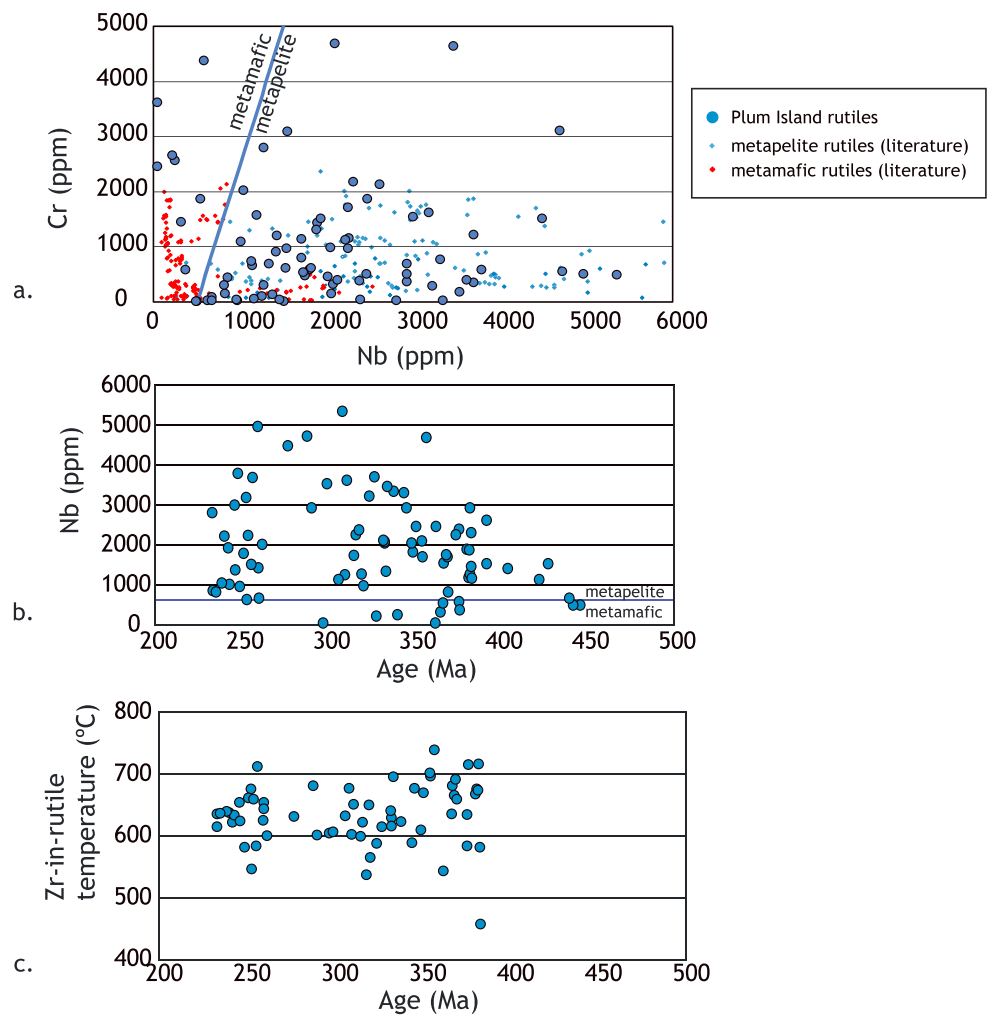 5000
4000
3000
2000
1000
0
Cr (ppm)
metamafic
metapelite
0 1000 2000 3000 4000 5000 6000
Nb (ppm)
a.
Plum Island rutiles
metapelite rutiles (literature)
metamafic rutiles (literature)
6000
5000
4000
3000
2000
1000
0
Nb (ppm)
metapelite
metamafic
200 250 300 350 400 450 500
Age (Ma)
b.
800
700
600
500
400
Zr-in-rutile
temperature (ºC)
200 250 300 350 400 450 500
Age (Ma)
c.